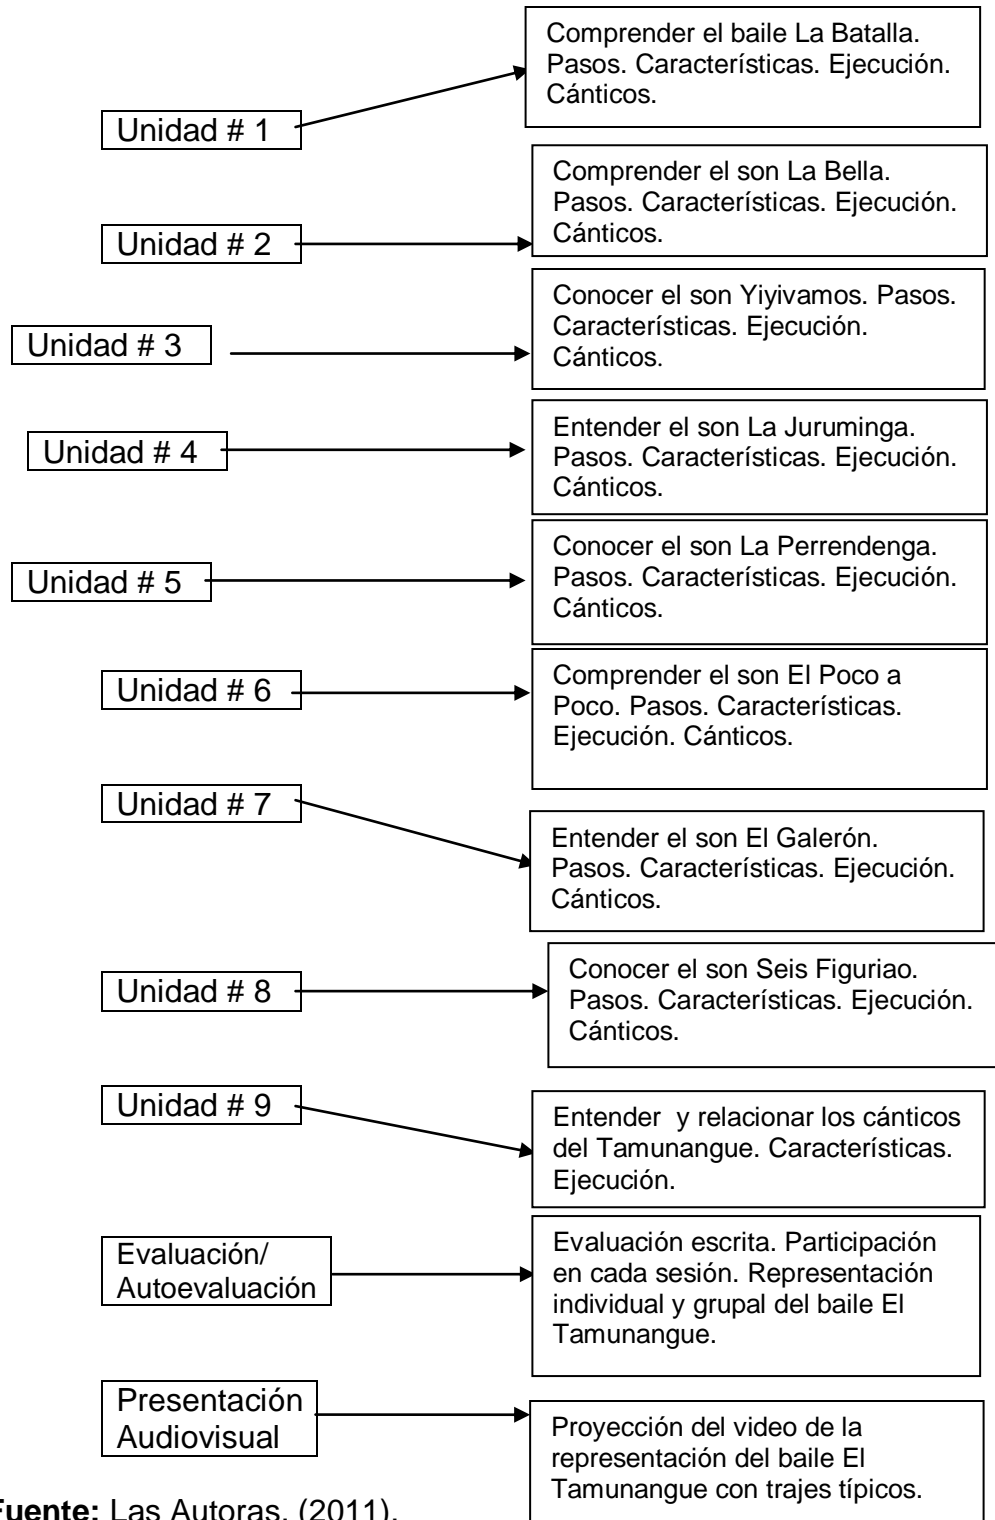 Comprender el baile La Batalla.
Pasos. Características. Ejecución.
Cánticos.
Unidad # 1
Comprender el son La Bella.
Pasos. Características. Ejecución.
Cánticos.
Unidad # 2
Conocer el son Yiyivamos. Pasos.
Características. Ejecución.
Cánticos.
Unidad # 3
Entender el son La Juruminga.
Pasos. Características. Ejecución.
Cánticos.
Unidad # 4
Conocer el son La Perrendenga.
Pasos. Características. Ejecución.
Cánticos.
Unidad # 5
Comprender el son El Poco a
Poco. Pasos. Características.
Ejecución. Cánticos.
Unidad # 6
Unidad # 7
Entender el son El Galerón.
Pasos. Características. Ejecución.
Cánticos.
Unidad # 8
Conocer el son Seis Figuriao.
Pasos. Características. Ejecución.
Cánticos.
Unidad # 9
Entender  y relacionar los cánticos
del Tamunangue. Características.
Ejecución.
Evaluación/
Autoevaluación
Evaluación escrita. Participación
en cada sesión. Representación
individual y grupal del baile El
Tamunangue.
Presentación
Audiovisual
Proyección del video de la
representación del baile El
Tamunangue con trajes típicos.
Fuente: Las Autoras. (2011).